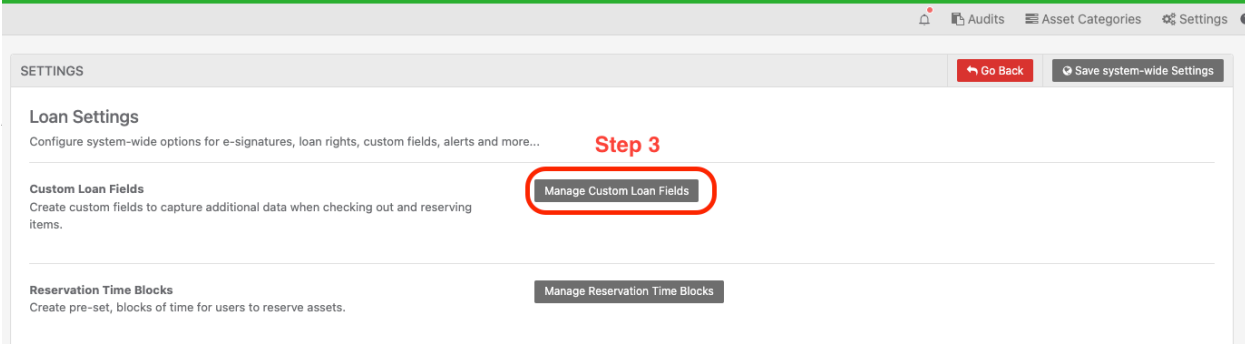 Audits Asset Categories Settings
SETTINGS Go Back Save system-wide Settings
Loan Settings
Configure system-wide options for e-signatures, loan rights, custom fields, alerts and more...
Step 3
Custom Loan Fields Manage Custom Loan Fields
Create custom fields to capture additional data when checking out and reserving
items.
Reservation Time Blocks Manage Reservation Time Blocks
Create pre-set, blocks of time for users to reserve assets.